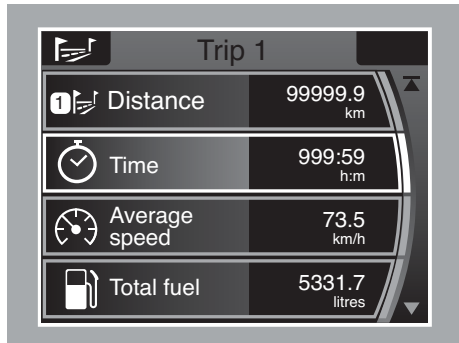 Trip 1
1 Distance 99999.9
km
Time 999:59
h:m
Average speed 73.5
km/h
Total fuel 5331.7
litres